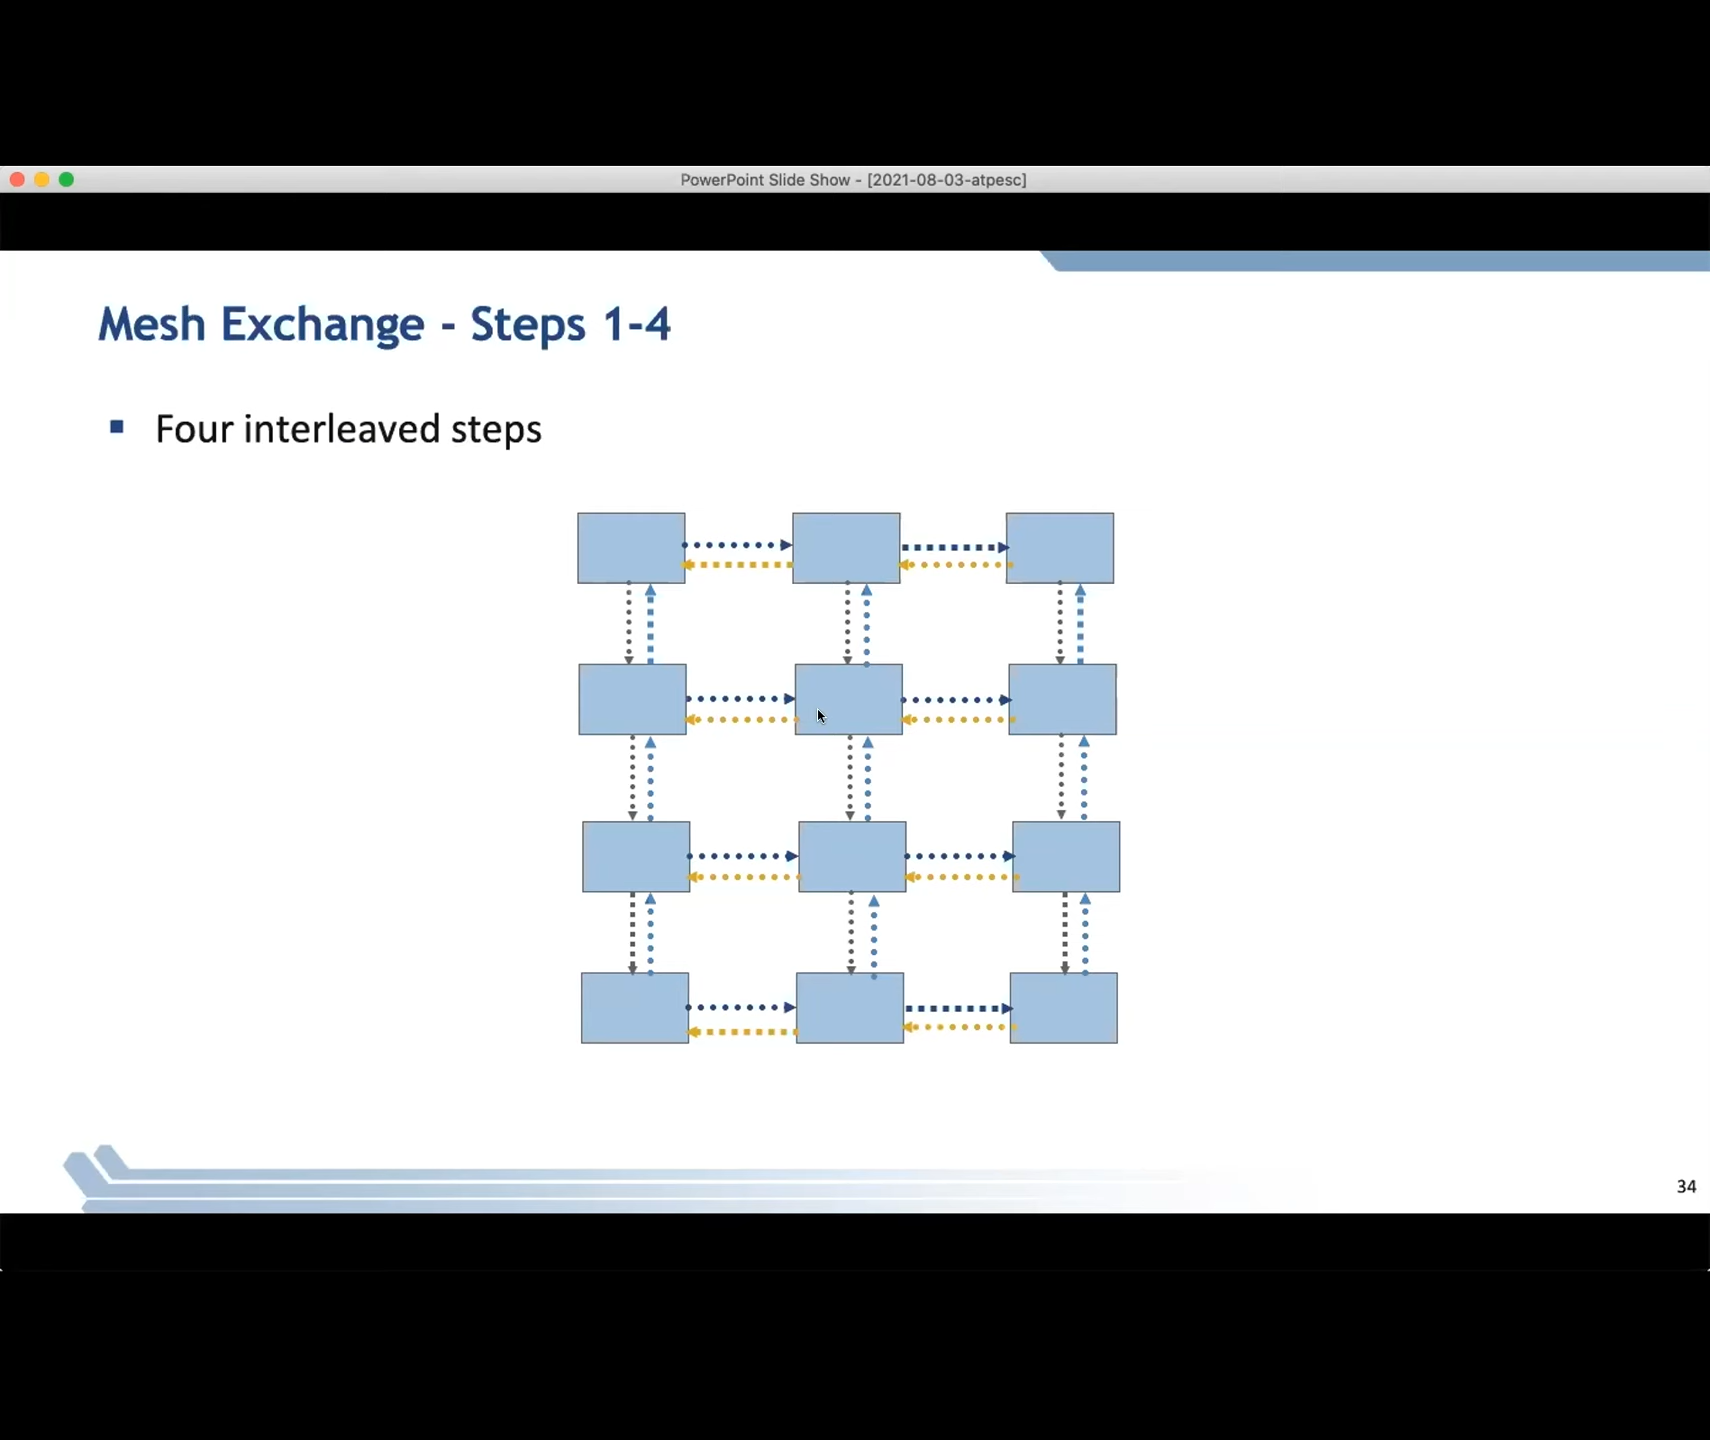 PowerPoint Slide Show - [2021-08-03-atpesc]
Mesh Exchange - Steps 1-4
Four interleaved steps
34